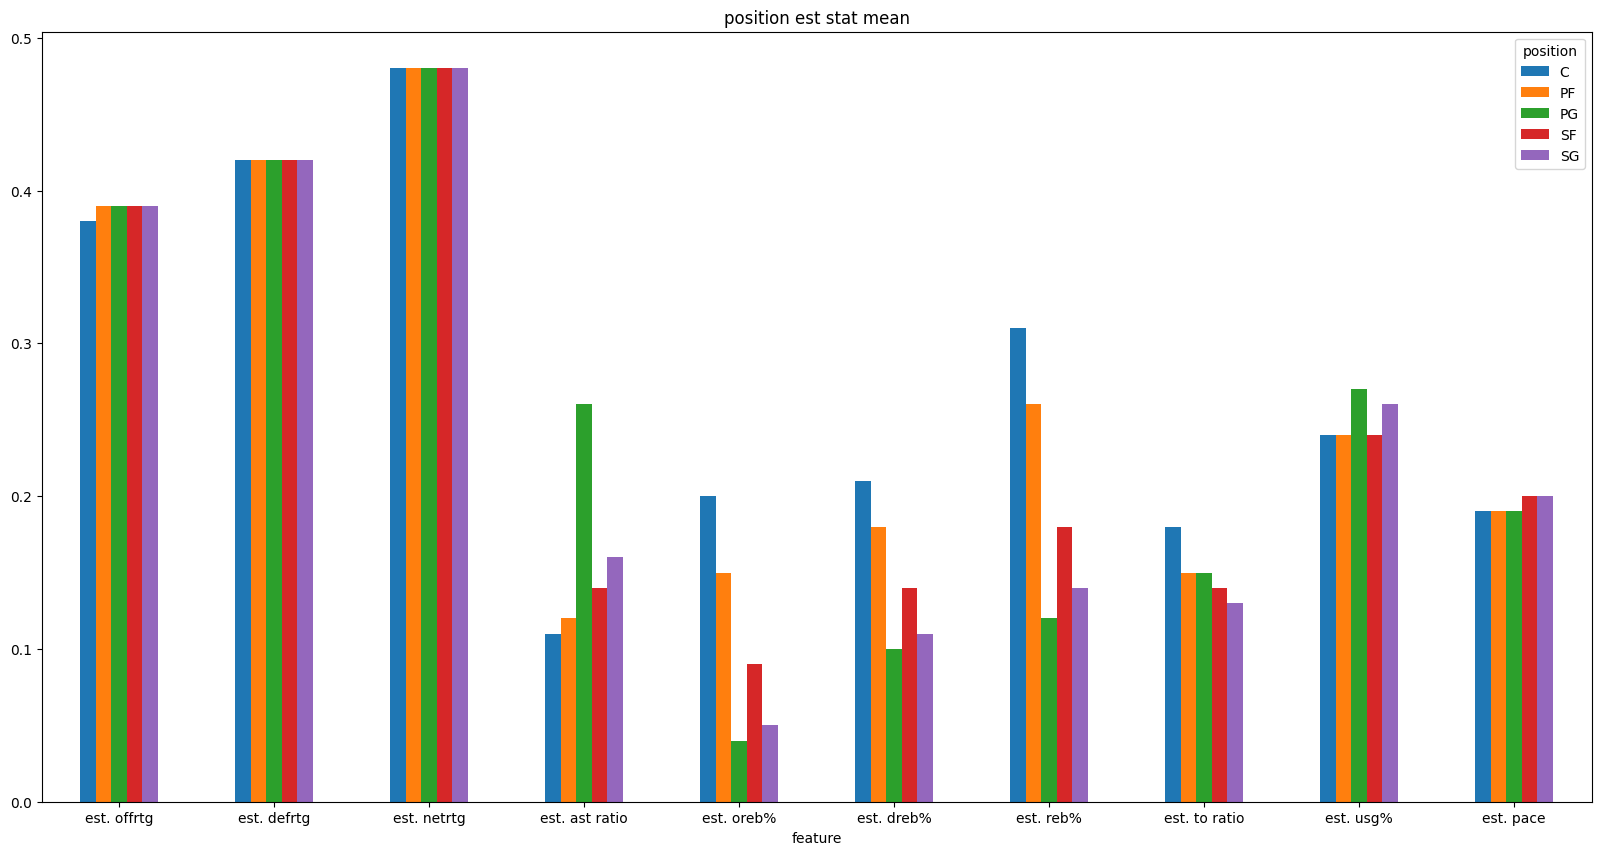 position est stat mean
position
C
PF
PG
SF
SG
0.5
0.4
0.3
0.2
0.1
0.0
est. offrtg est. defrtg est. netrtg est. ast ratio est. oreb% est. dreb% est. reb% est. to ratio est. usg% est. pace
feature